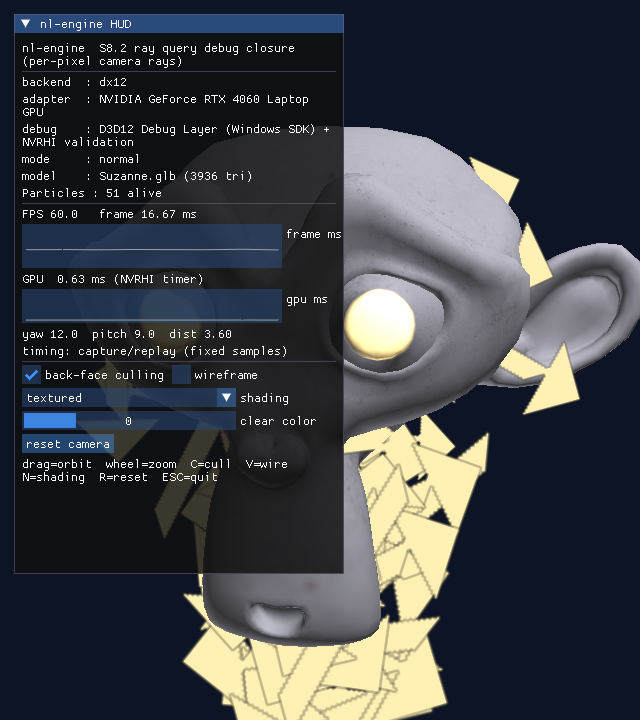 nl-engine HUD
nl-engine  S8.2 ray query debug closure
(per-pixel camera rays)
backend  : dx12
adapter  : NVIDIA GeForce RTX 4060 Laptop
GPU
debug    : D3D12 Debug Layer (Windows SDK) +
NVRHI validation
mode     : normal
model    : Suzanne.glb (3936 tri)
Particles : 51 alive
FPS 60.0   frame 16.67 ms
frame ms
GPU  0.63 ms (NVRHI timer)
gpu ms
yaw 12.0  pitch 9.0  dist 3.60
timing: capture/replay (fixed samples)
back-face culling  wireframe
textured  shading
0  clear color
reset camera
drag=orbit  wheel=zoom  C=cull  V=wire
N=shading  R=reset  ESC=quit